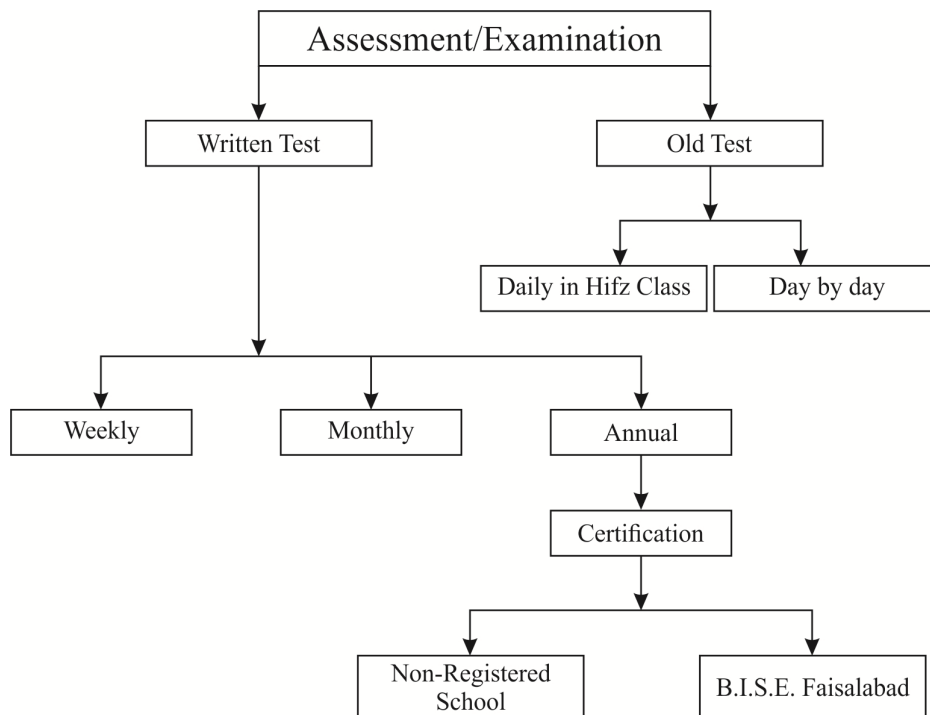 Assessment/Examination
Written Test
Old Test
Daily in Hifz Class
Day by day
Weekly
Monthly
Annual
Certification
Non-Registered
School
B.I.S.E. Faisalabad